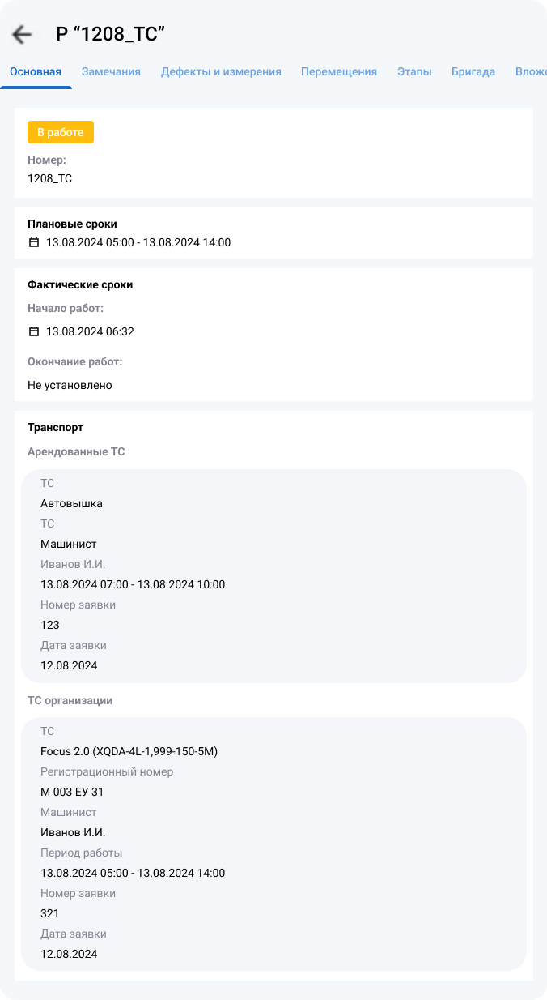 Р “1208_ТС”
Основная Замечания Дефекты и измерения Перемещения Этапы Бригада Вложе
В работе
Номер:
1208_ТС
Плановые сроки
13.08.2024 05:00 - 13.08.2024 14:00
Фактические сроки
Начало работ:
13.08.2024 06:32
Окончание работ:
Не установлено
Транспорт
Арендованные ТС
ТС
Автовышка
ТС
Машинист
Иванов И.И.
13.08.2024 07:00 - 13.08.2024 10:00
Номер заявки
123
Дата заявки
12.08.2024
ТС организации
ТС
Focus 2.0 (XQDA-4L-1,999-150-5M)
Регистрационный номер
М 003 ЕУ 31
Машинист
Иванов И.И.
Период работы
13.08.2024 05:00 - 13.08.2024 14:00
Номер заявки
321
Дата заявки
12.08.2024